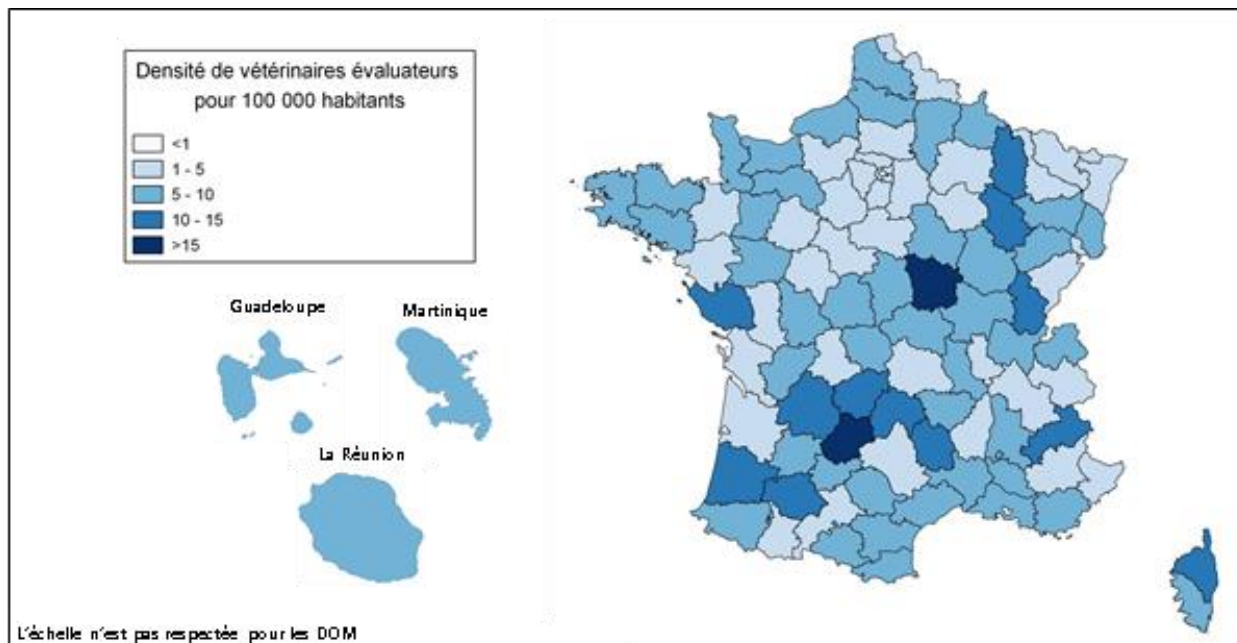 Densité de vétérinaires évaluateurs
pour 100 000 habitants
<1
1 - 5
5 - 10
10 - 15
>15
Guadeloupe
Martinique
La Réunion
L'échelle n'est pas respectée pour les DOM